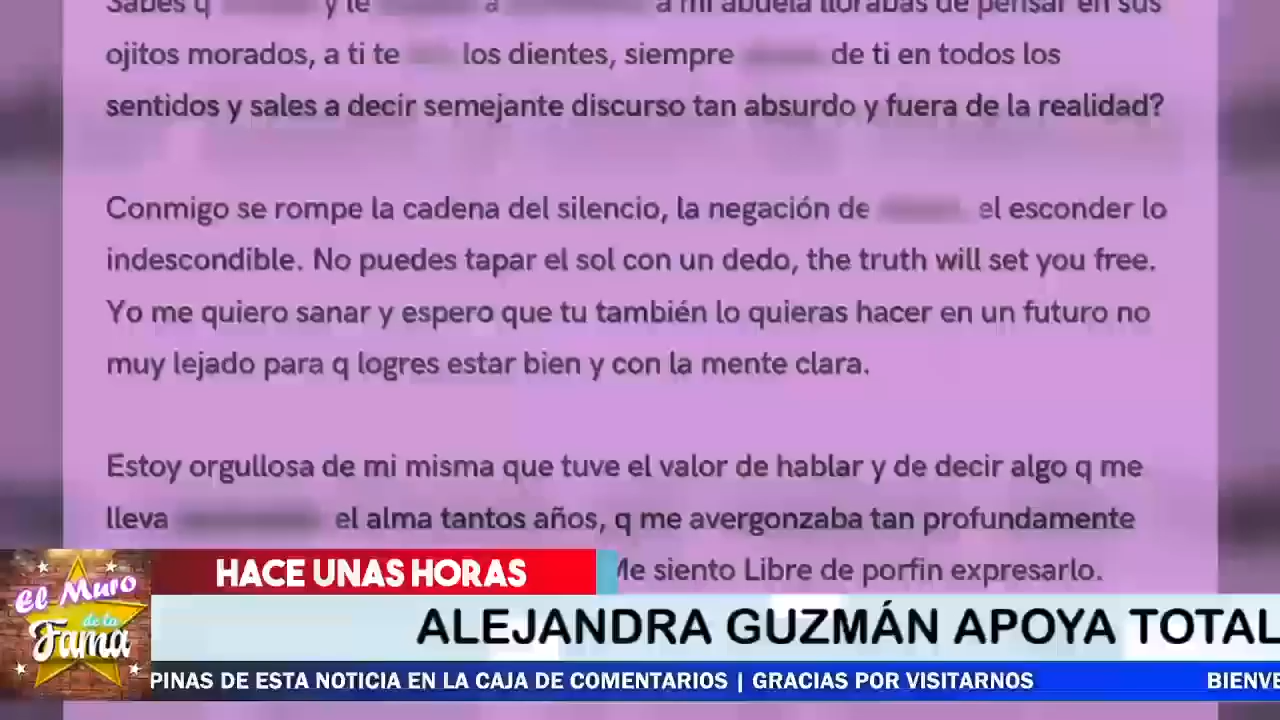 Sabes q y le a a mi abuela llorabas de pensar en sus
ojitos morados, a ti te los dientes, siempre de ti en todos los
sentidos y sales a decir semejante discurso tan absurdo y fuera de la realidad?
Conmigo se rompe la cadena del silencio, la negación de el esconder lo
indescondible. No puedes tapar el sol con un dedo, the truth will set you free.
Yo me quiero sanar y espero que tu también lo quieras hacer en un futuro no
muy lejado para q logres estar bien y con la mente clara.
Estoy orgullosa de mi misma que tuve el valor de hablar y de decir algo q me
lleva el alma tantos años, q me avergonzaba tan profundamente
Me siento Libre de porfin expresarlo.
HACE UNAS HORAS
El Muro
de la
Fama
ALEJANDRA GUZMÁN APOYA TOTAL
PINAS DE ESTA NOTICIA EN LA CAJA DE COMENTARIOS | GRACIAS POR VISITARNOS BIENVE